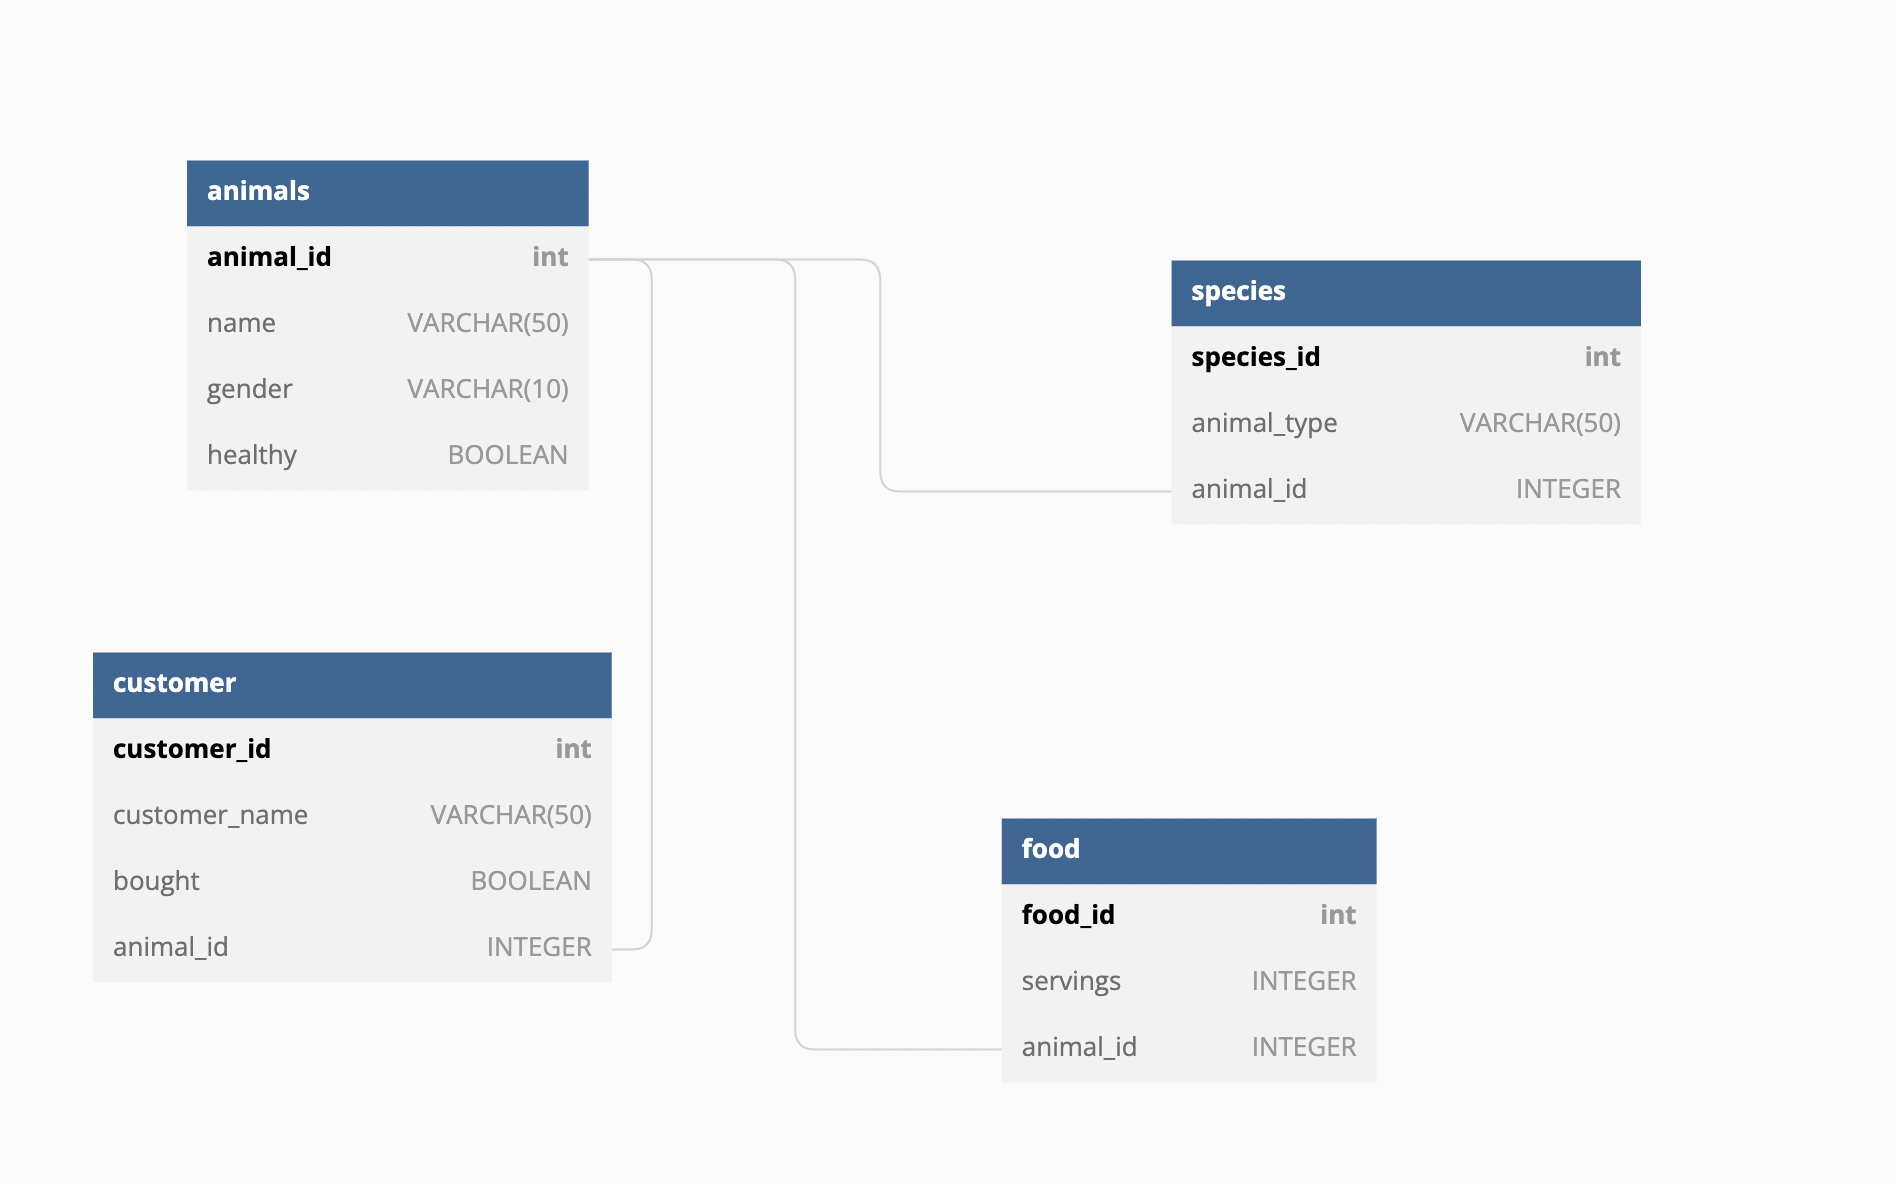 animals
animal_id int
name VARCHAR(50)
gender VARCHAR(10)
healthy BOOLEAN
species
species_id int
animal_type VARCHAR(50)
animal_id INTEGER
customer
customer_id int
customer_name VARCHAR(50)
bought BOOLEAN
animal_id INTEGER
food
food_id int
servings INTEGER
animal_id INTEGER